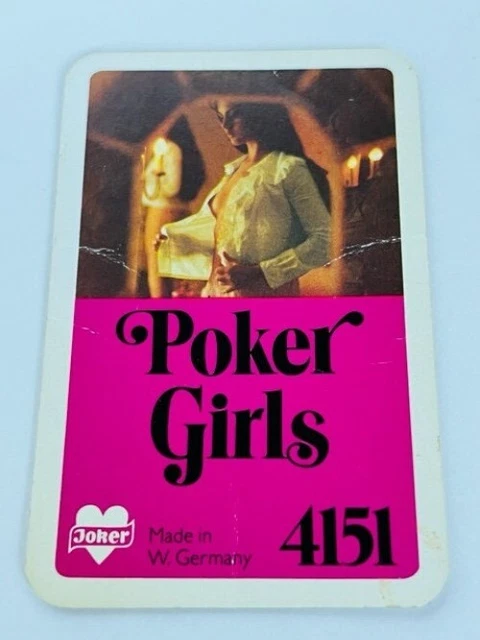 Poker
Girls
Joker
Made in
W. Germany
4151